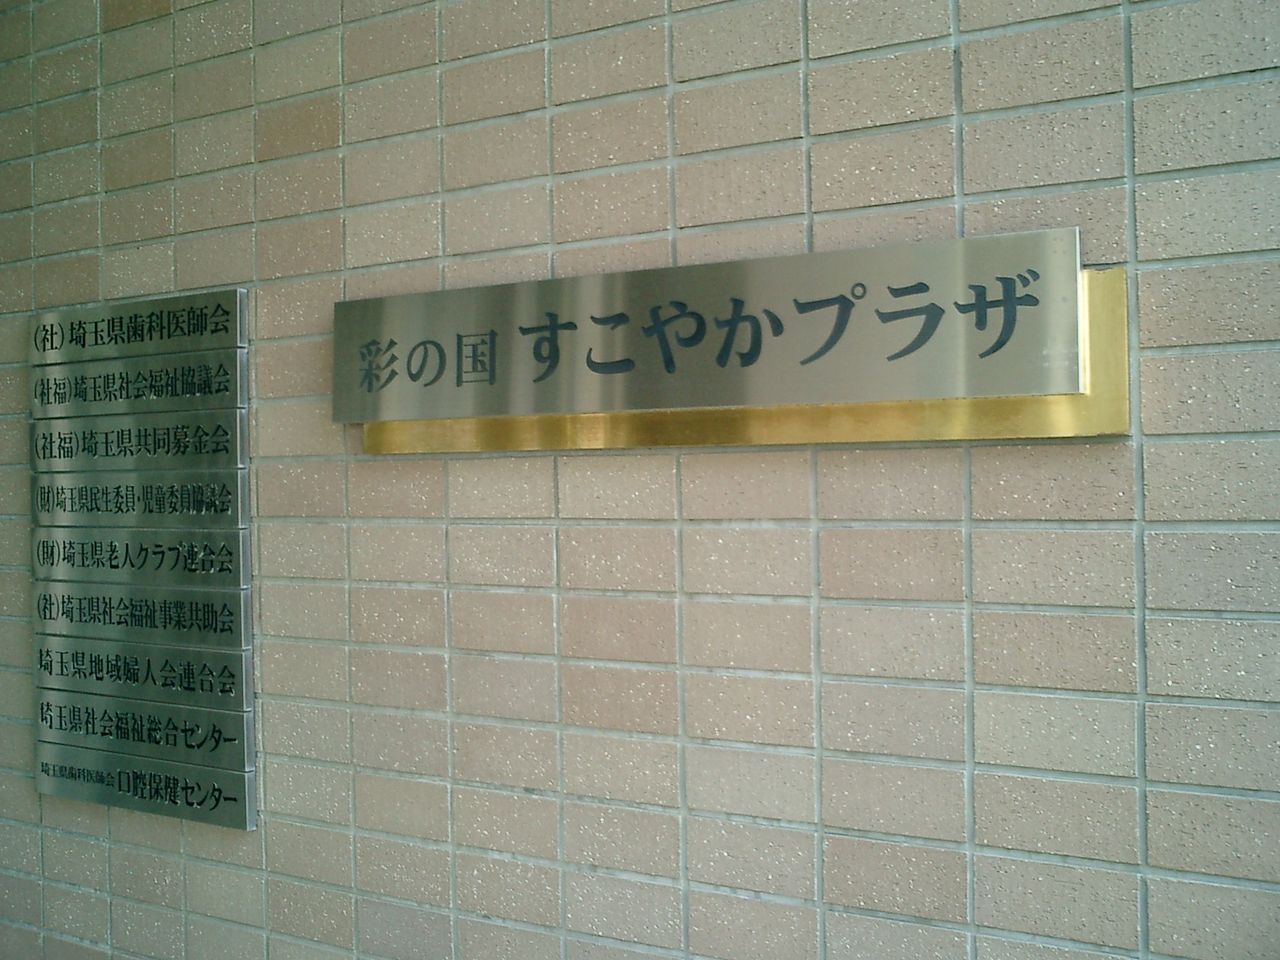 彩の国 すこやかプラザ
(社)埼玉県歯科医師会
(社福)埼玉県社会福祉協議会
(社福)埼玉県共同募金会
(財)埼玉県民生委員・児童委員協議会
(財)埼玉県老人クラブ連合会
(社)埼玉県社会福祉事業共助会
埼玉県地域婦人会連合会
埼玉県社会福祉総合センター
埼玉県歯科医師会 口腔保健センター